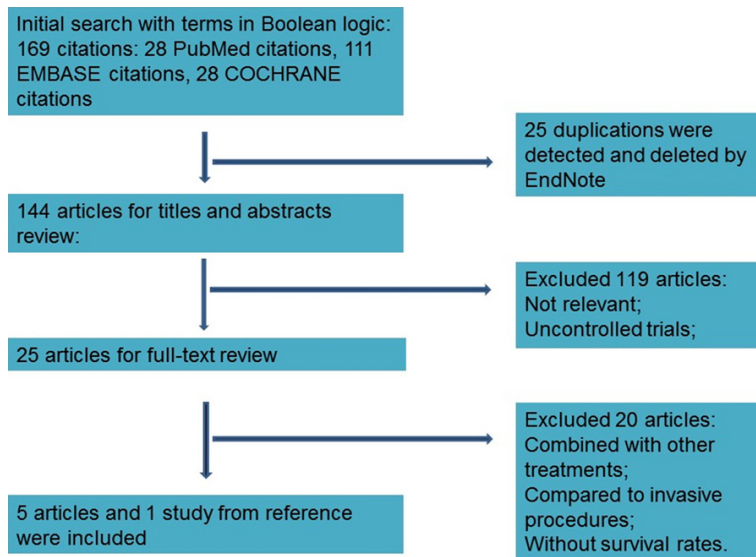 Initial search with terms in Boolean logic:
169 citations: 28 PubMed citations, 111
EMBASE citations, 28 COCHRANE
citations
25 duplications were
detected and deleted by
EndNote
144 articles for titles and abstracts
review:
Excluded 119 articles:
Not relevant;
Uncontrolled trials;
25 articles for full-text review
Excluded 20 articles:
Combined with other
treatments;
Compared to invasive
procedures;
Without survival rates.
5 articles and 1 study from reference
were included